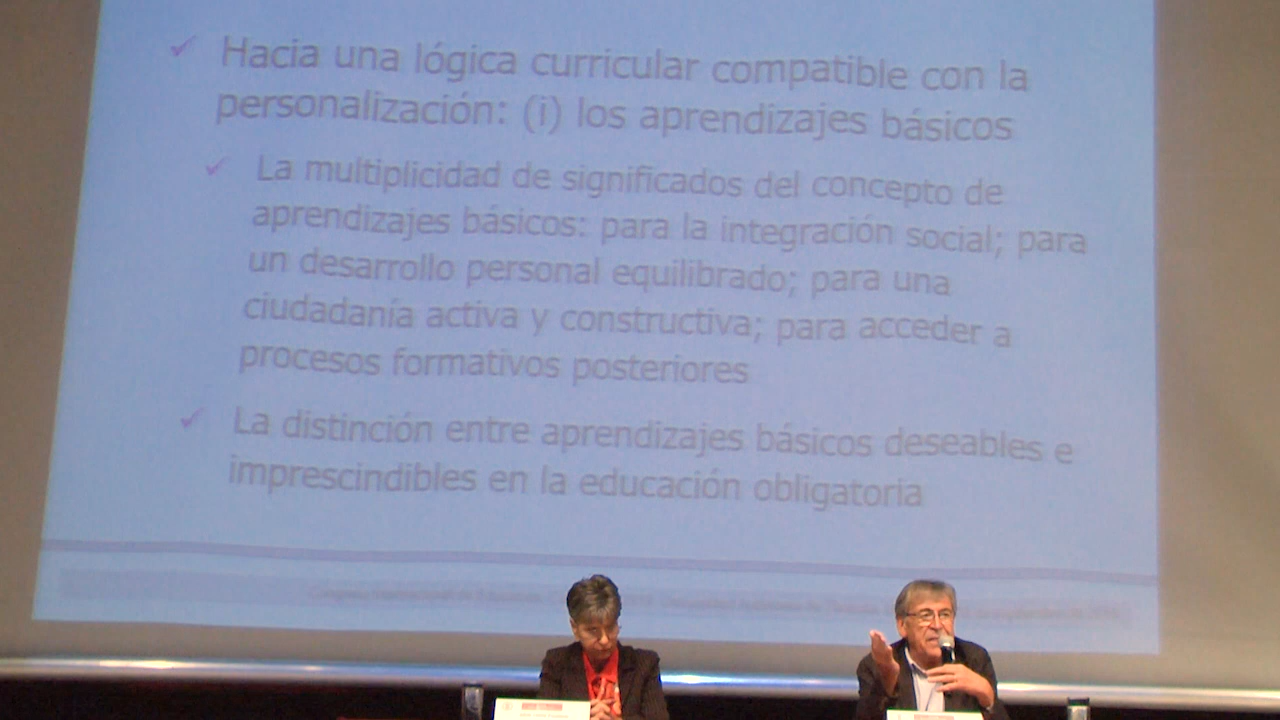 Hacia una lógica curricular compatible con la
personalización: (i) los aprendizajes básicos
La multiplicidad de significados del concepto de
aprendizajes básicos: para la integración social; para
un desarrollo personal equilibrado; para una
ciudadanía activa y constructiva; para acceder a
procesos formativos posteriores
La distinción entre aprendizajes básicos deseables e
imprescindibles en la educación obligatoria